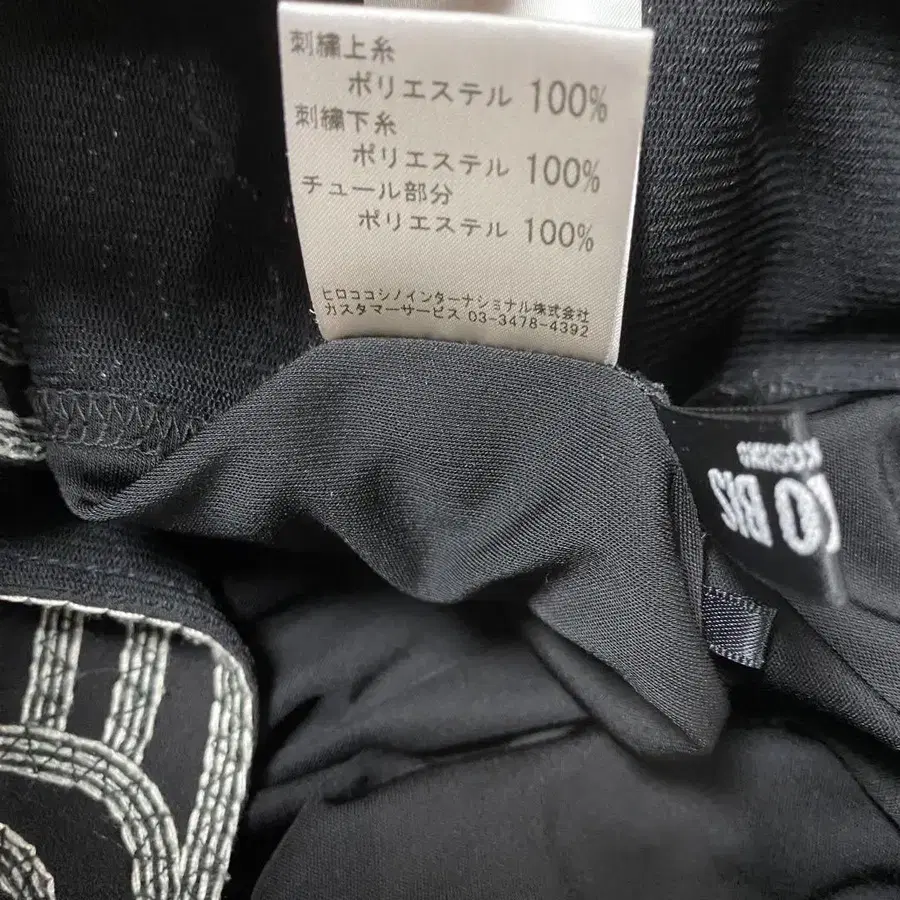 刺繍上糸
ポリエステル 100%
刺繍下糸
ポリエステル 100%
チュール部分
ポリエステル 100%
ヒロココシノインターナショナル株式会社
カスタマーサービス 03-3478-4392
BIS